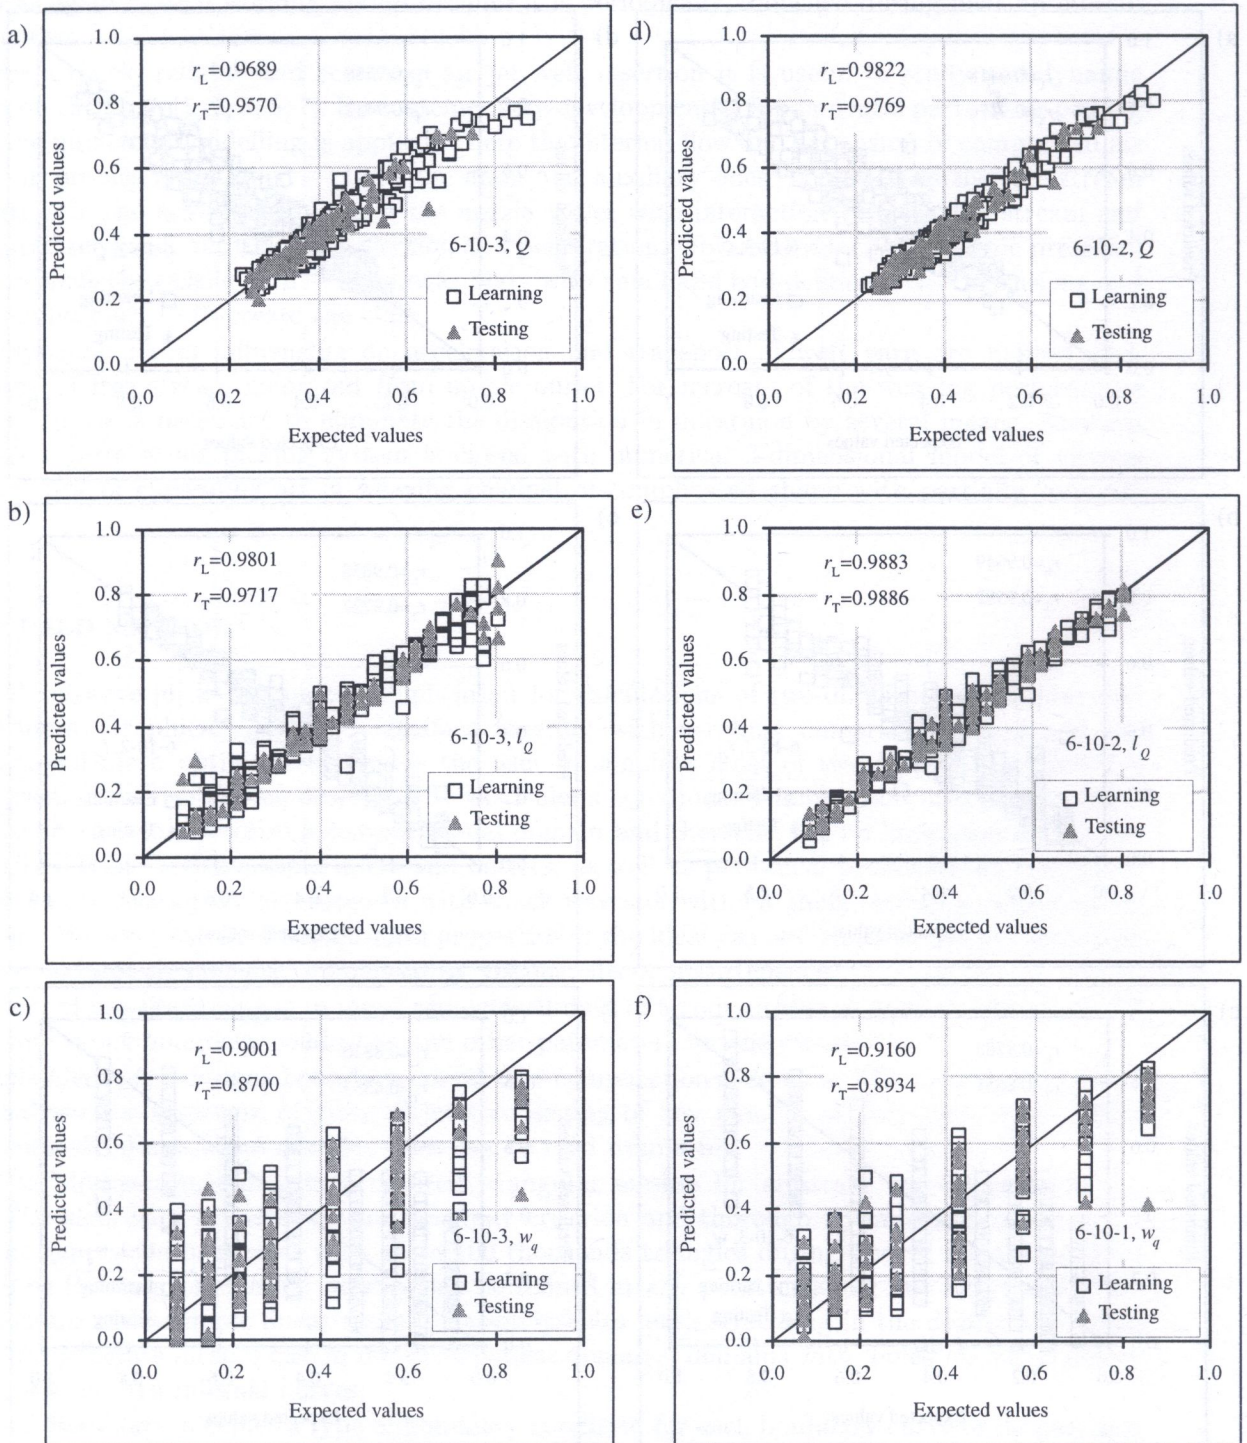 a)
1.0
0.8
0.6
0.4
0.2
0.0
Predicted values
r_L=0.9689
r_T=0.9570
6-10-3, Q
Learning
Testing
0.0 0.2 0.4 0.6 0.8 1.0
Expected values
d)
1.0
0.8
0.6
0.4
0.2
0.0
Predicted values
r_L=0.9822
r_T=0.9769
6-10-2, Q
Learning
Testing
0.0 0.2 0.4 0.6 0.8 1.0
Expected values
b)
1.0
0.8
0.6
0.4
0.2
0.0
Predicted values
r_L=0.9801
r_T=0.9717
6-10-3, l_Q
Learning
Testing
0.0 0.2 0.4 0.6 0.8 1.0
Expected values
e)
1.0
0.8
0.6
0.4
0.2
0.0
Predicted values
r_L=0.9883
r_T=0.9886
6-10-2, l_Q
Learning
Testing
0.0 0.2 0.4 0.6 0.8 1.0
Expected values
c)
1.0
0.8
0.6
0.4
0.2
0.0
Predicted values
r_L=0.9001
r_T=0.8700
6-10-3, w_q
Learning
Testing
0.0 0.2 0.4 0.6 0.8 1.0
Expected values
f)
1.0
0.8
0.6
0.4
0.2
0.0
Predicted values
r_L=0.9160
r_T=0.8934
6-10-1, w_q
Learning
Testing
0.0 0.2 0.4 0.6 0.8 1.0
Expected values